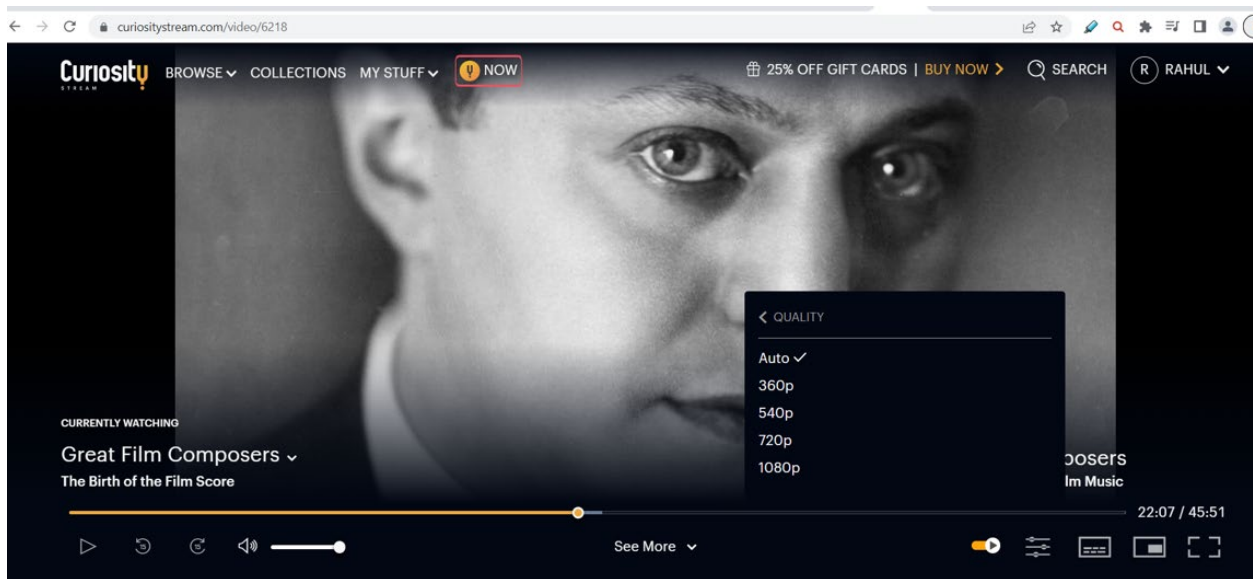 curiositystream.com/video/6218
CURIOSITY STREAM BROWSE COLLECTIONS MY STUFF NOW 25% OFF GIFT CARDS | BUY NOW SEARCH R RAHUL
QUALITY
Auto
360p
540p
720p
1080p
CURRENTLY WATCHING
Great Film Composers
The Birth of the Film Score
posers
lm Music
22:07 / 45:51
15 15 See More